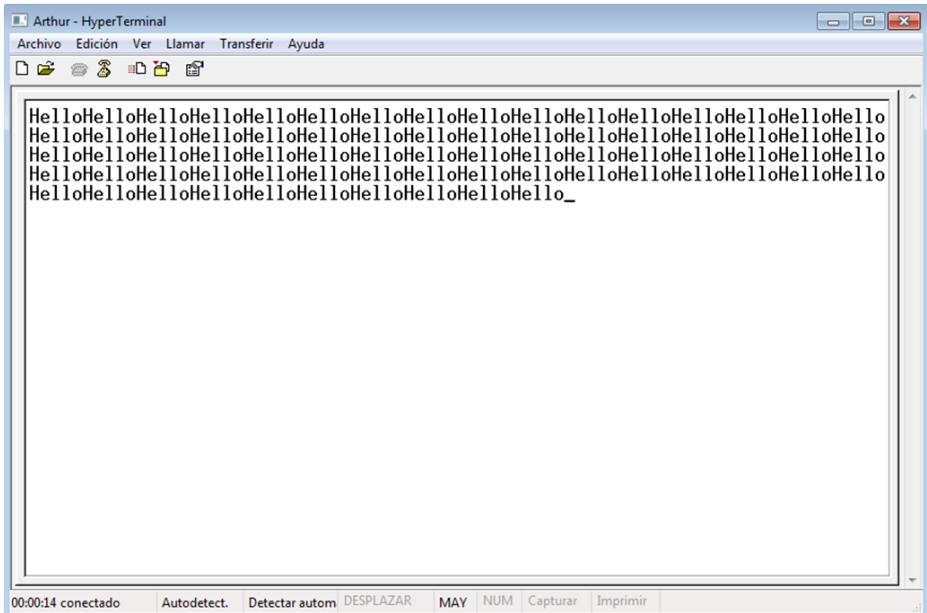 Arthur - HyperTerminal
Archivo Edición Ver Llamar Transferir Ayuda
HelloHelloHelloHelloHelloHelloHelloHelloHelloHelloHelloHelloHelloHelloHelloHello
HelloHelloHelloHelloHelloHelloHelloHelloHelloHelloHelloHelloHelloHelloHelloHello
HelloHelloHelloHelloHelloHelloHelloHelloHelloHelloHelloHelloHelloHelloHelloHello
HelloHelloHelloHelloHelloHelloHelloHelloHelloHelloHelloHelloHelloHelloHelloHello
HelloHelloHelloHelloHelloHelloHelloHelloHelloHello_
00:00:14 conectado Autodetect. Detectar autom DESPLAZAR MAY NUM Capturar Imprimir